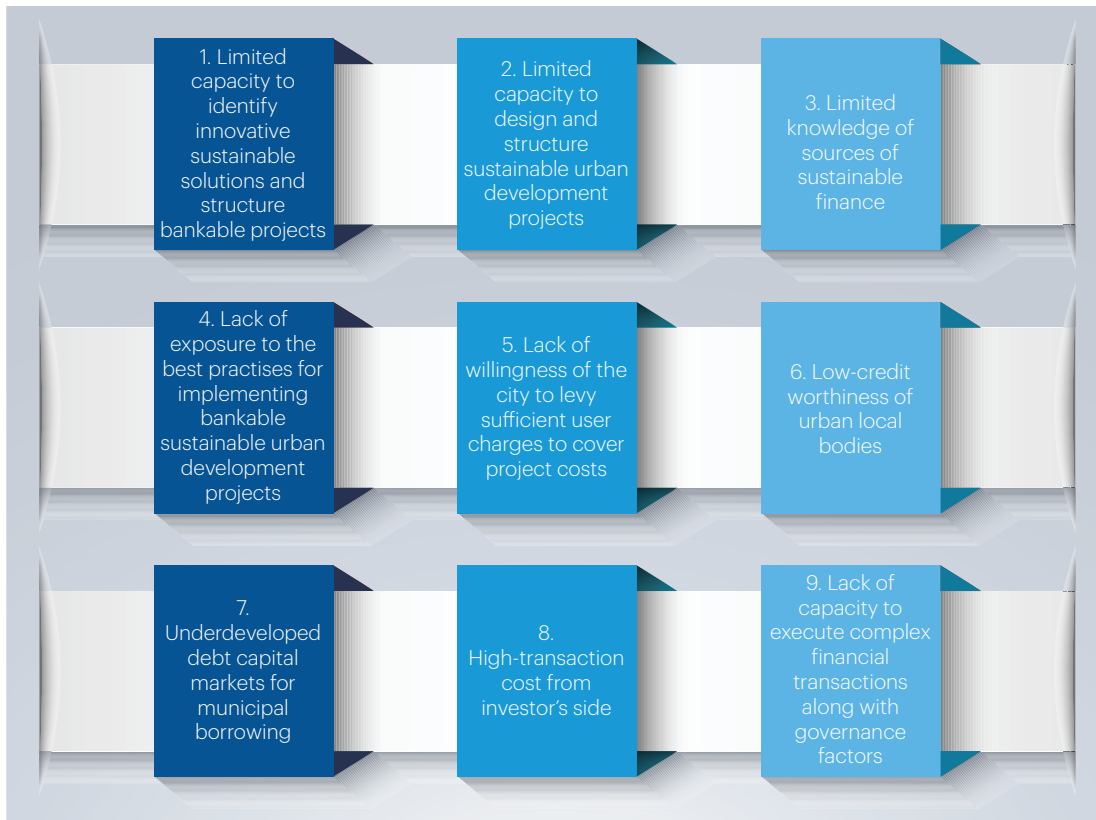 1. Limited
capacity to
identify
innovative
sustainable
solutions and
structure
bankable projects
2. Limited
capacity to
design and
structure
sustainable urban
development
projects
3. Limited
knowledge of
sources of
sustainable
finance
4. Lack of
exposure to the
best practises for
implementing
bankable
sustainable urban
development
projects
5. Lack of
willingness of the
city to levy
sufficient user
charges to cover
project costs
6. Low-credit
worthiness of
urban local
bodies
7.
Underdeveloped
debt capital
markets for
municipal
borrowing
8.
High-transaction
cost from
investor’s side
9. Lack of
capacity to
execute complex
financial
transactions
along with
governance
factors